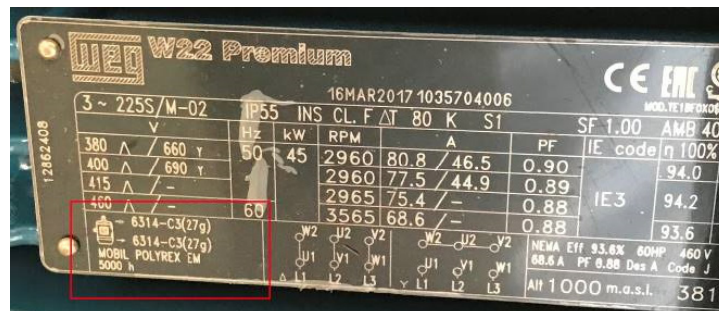 WEG W22 Premium
CE EAC
16MAR2017 1035704006
3 ~ 225S/M-02 IP55 INS CL. F ΔT 80 K S1 SF 1.00 AMB 40
V Hz kW RPM A PF IE code η 100%
380 Δ / 660 Y 50 45 2960 80.8 / 46.5 0.90 94.0
400 Δ / 690 Y 2960 77.5 / 44.9 0.89 IE3 94.2
415 Δ / - 2965 75.4 / - 0.88
460 Δ / - 60 3565 68.6 / - 0.88 93.6
12862408
6314-C3(27g)
6314-C3(27g)
MOBIL POLYREX EM
5000 h
W2 U2 V2
U1 V1 W1
Δ L1 L2 L3
W2 U2 V2
U1 V1 W1
Y L1 L2 L3
NEMA Eff 93.6% 60HP 460 V
68.6 A PF 0.88 Des A Code J
Alt 1000 m.a.s.l. 381